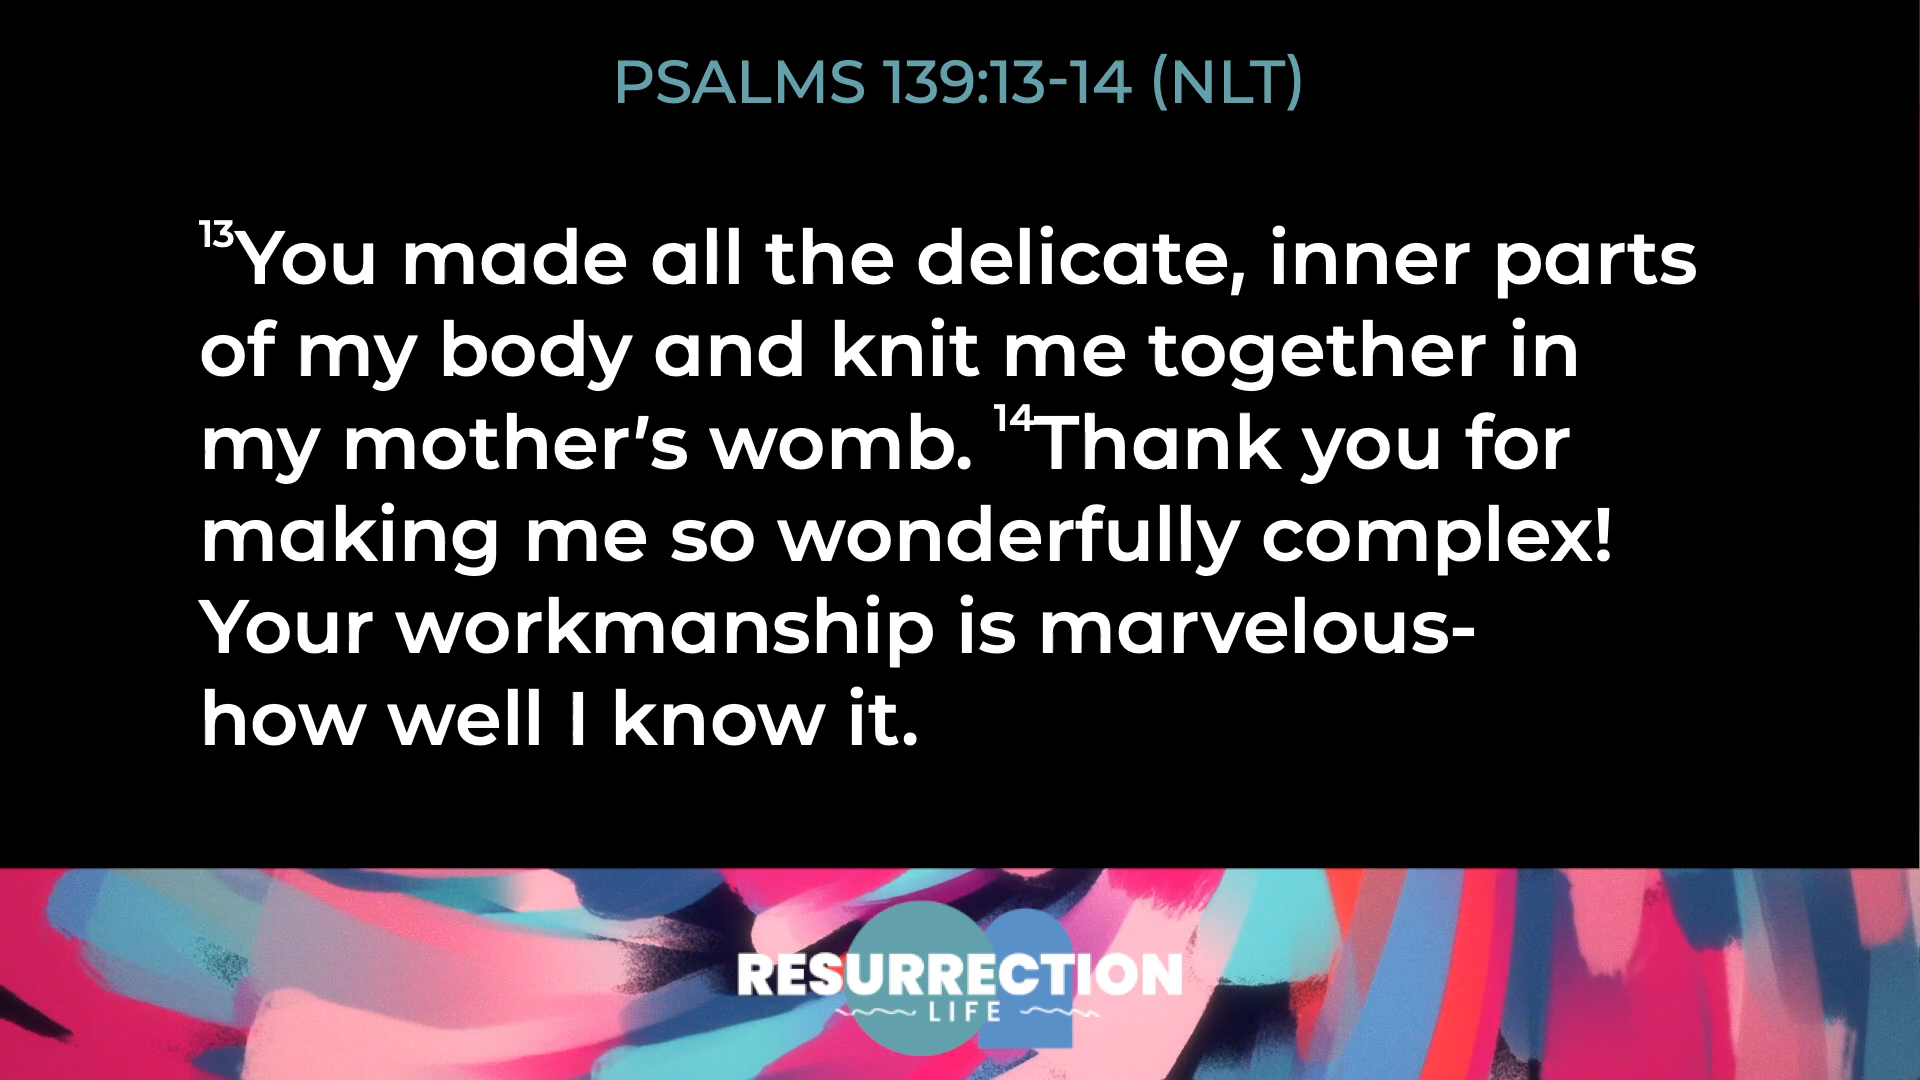 PSALMS 139:13-14 (NLT)
¹³You made all the delicate, inner parts
of my body and knit me together in
my mother’s womb. ¹⁴Thank you for
making me so wonderfully complex!
Your workmanship is marvelous-
how well I know it.
RESURRECTION
LIFE